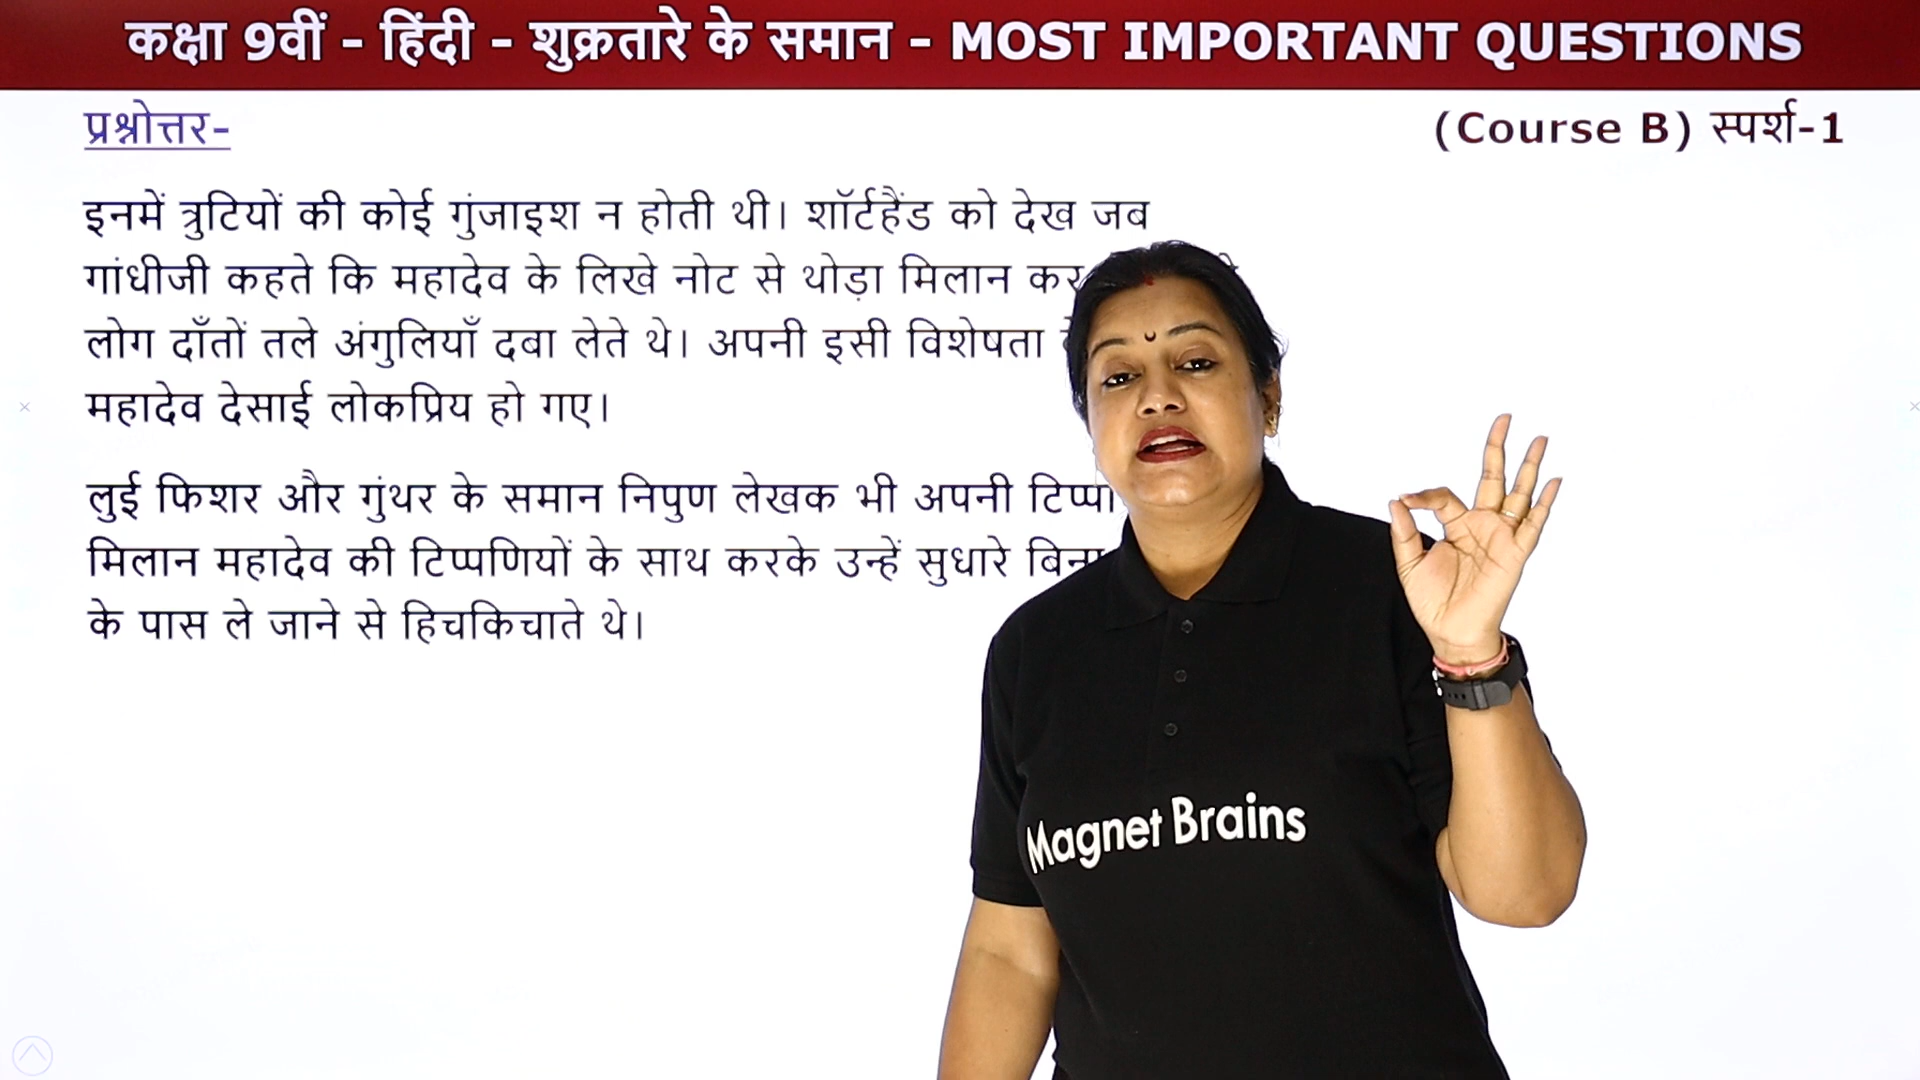 कक्षा 9वीं - हिंदी - शुक्रतारे के समान - MOST IMPORTANT QUESTIONS
प्रश्नोत्तर-
(Course B) स्पर्श-1
इनमें त्रुटियों की कोई गुंजाइश न होती थी। शॉर्टहैंड को देख जब
गांधीजी कहते कि महादेव के लिखे नोट से थोड़ा मिलान कर
लोग दाँतों तले अंगुलियाँ दबा लेते थे। अपनी इसी विशेषता
महादेव देसाई लोकप्रिय हो गए।
लुई फिशर और गुंथर के समान निपुण लेखक भी अपनी
मिलान महादेव की टिप्पणियों के साथ करके उन्हें सुधारे बिना
के पास ले जाने से हिचकिचाते थे।
Magnet Brains